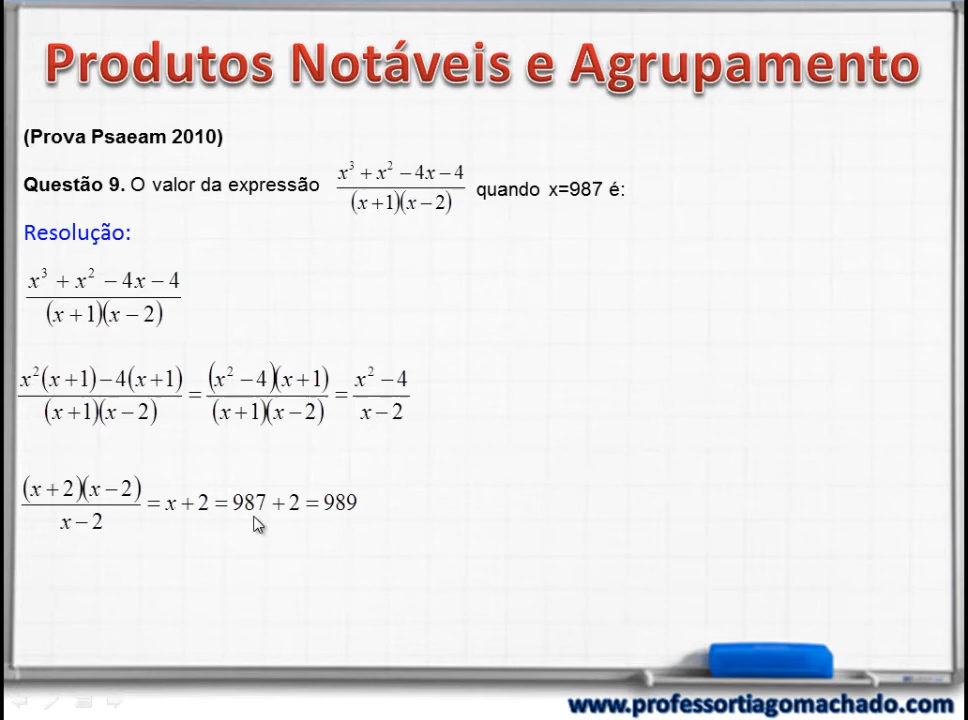 Produtos Notáveis e Agrupamento
(Prova Psaeam 2010)
Questão 9. O valor da expressão (x³ + x² − 4x − 4)/((x + 1)(x − 2)) quando x=987 é:
Resolução:
(x³ + x² − 4x − 4)/((x + 1)(x − 2))
(x²(x + 1) − 4(x + 1))/((x + 1)(x − 2)) = ((x² − 4)(x + 1))/((x + 1)(x − 2)) = (x² − 4)/(x − 2)
((x + 2)(x − 2))/(x − 2) = x + 2 = 987 + 2 = 989
www.professortiagomachado.com